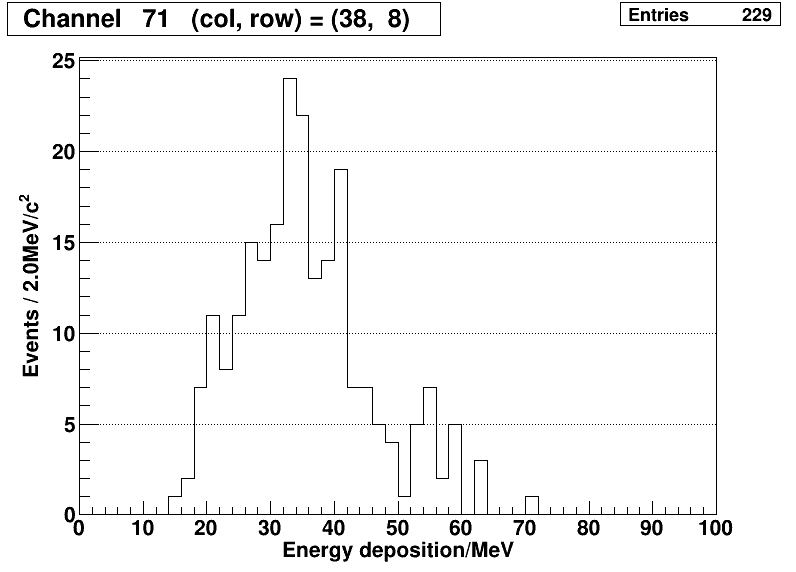 Channel 71 (col, row) = (38, 8)
Entries 229
Events / 2.0MeV/c²
25
20
15
10
5
0
0 10 20 30 40 50 60 70 80 90 100
Energy deposition/MeV